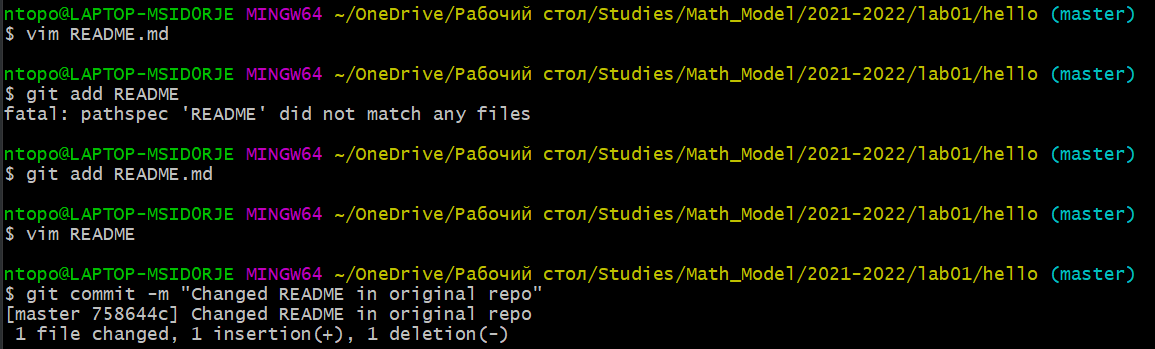 ntopo@LAPTOP-MSIDORJE MINGW64 ~/OneDrive/Рабочий стол/Studies/Math_Model/2021-2022/lab01/hello (master)
$ vim README.md
ntopo@LAPTOP-MSIDORJE MINGW64 ~/OneDrive/Рабочий стол/Studies/Math_Model/2021-2022/lab01/hello (master)
$ git add README
fatal: pathspec 'README' did not match any files
ntopo@LAPTOP-MSIDORJE MINGW64 ~/OneDrive/Рабочий стол/Studies/Math_Model/2021-2022/lab01/hello (master)
$ git add README.md
ntopo@LAPTOP-MSIDORJE MINGW64 ~/OneDrive/Рабочий стол/Studies/Math_Model/2021-2022/lab01/hello (master)
$ vim README
ntopo@LAPTOP-MSIDORJE MINGW64 ~/OneDrive/Рабочий стол/Studies/Math_Model/2021-2022/lab01/hello (master)
$ git commit -m "Changed README in original repo"
[master 758644c] Changed README in original repo
 1 file changed, 1 insertion(+), 1 deletion(-)